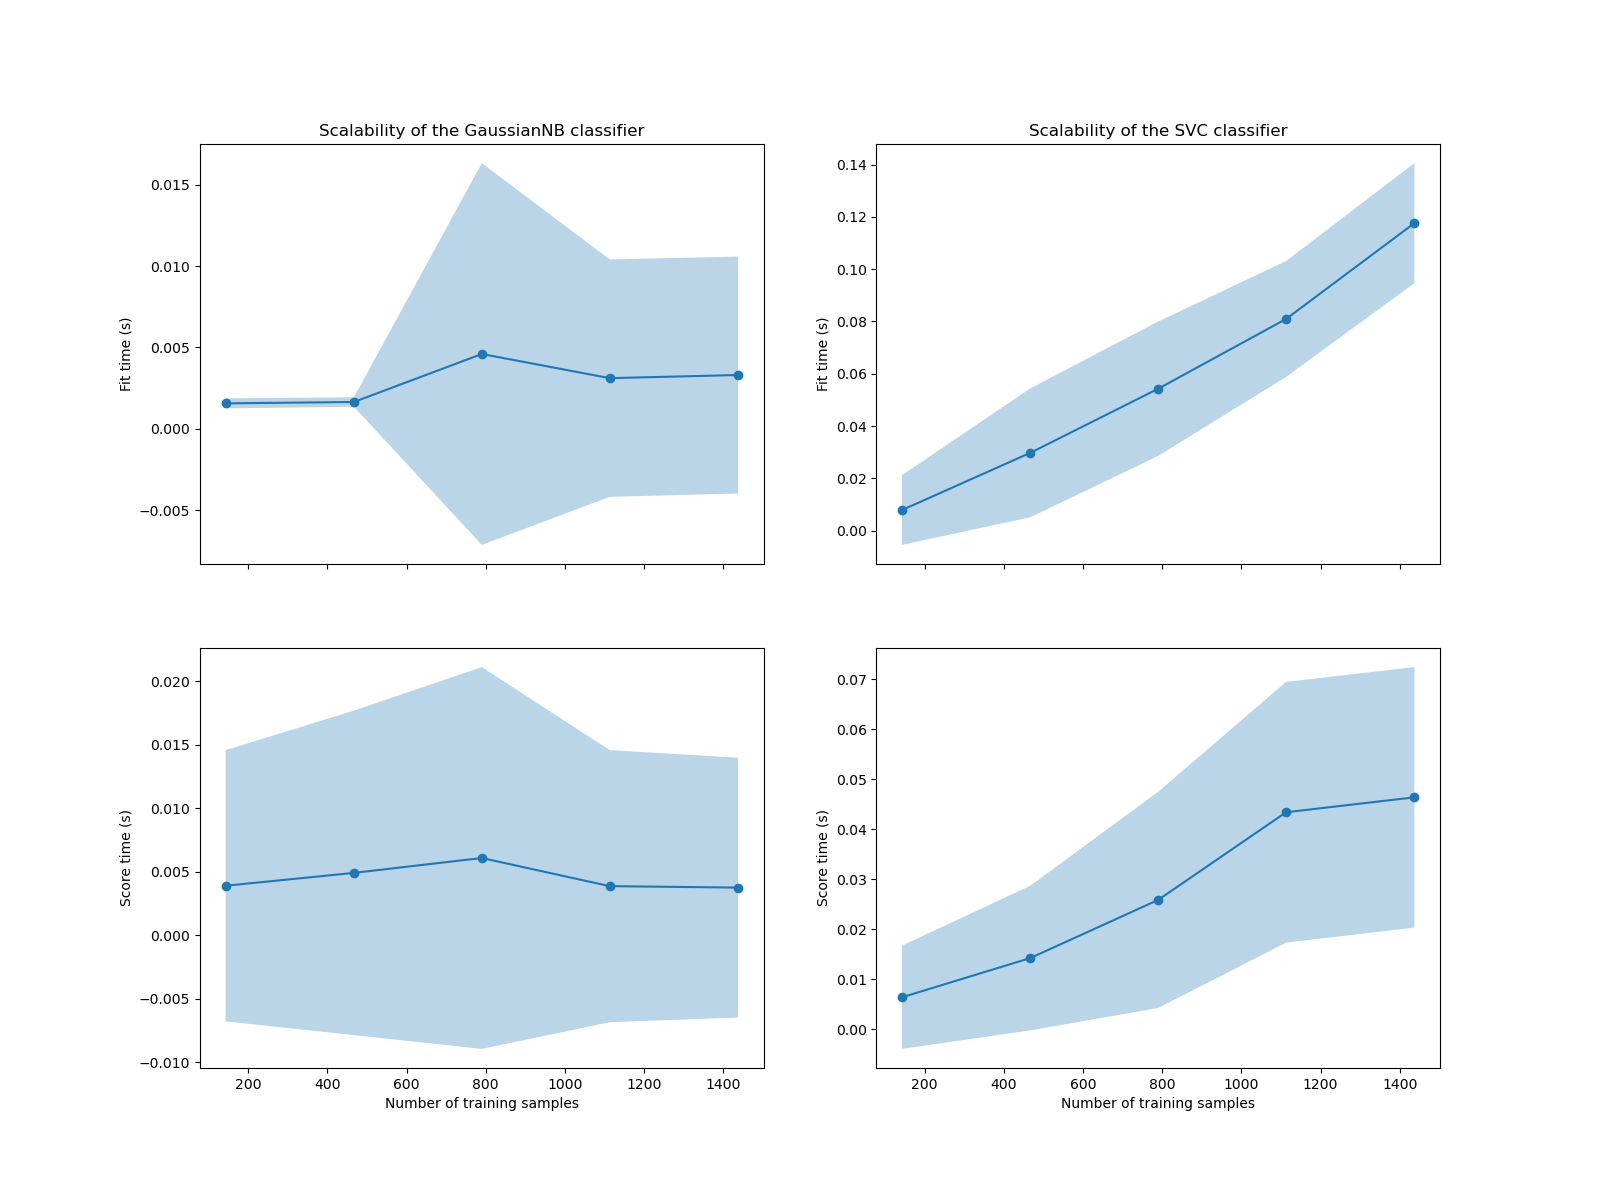 Scalability of the GaussianNB classifier
0.015
0.010
0.005
0.000
−0.005
Fit time (s)
Scalability of the SVC classifier
0.14
0.12
0.10
0.08
0.06
0.04
0.02
0.00
Fit time (s)
0.020
0.015
0.010
0.005
0.000
−0.005
−0.010
Score time (s)
200 400 600 800 1000 1200 1400
Number of training samples
0.07
0.06
0.05
0.04
0.03
0.02
0.01
0.00
Score time (s)
200 400 600 800 1000 1200 1400
Number of training samples